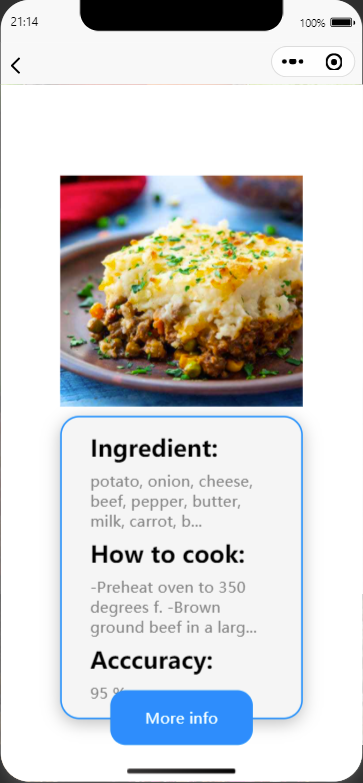 21:14
100%
Ingredient:
potato, onion, cheese,
beef, pepper, butter,
milk, carrot, b...
How to cook:
-Preheat oven to 350
degrees f. -Brown
ground beef in a larg...
Acccuracy:
95 %
More info